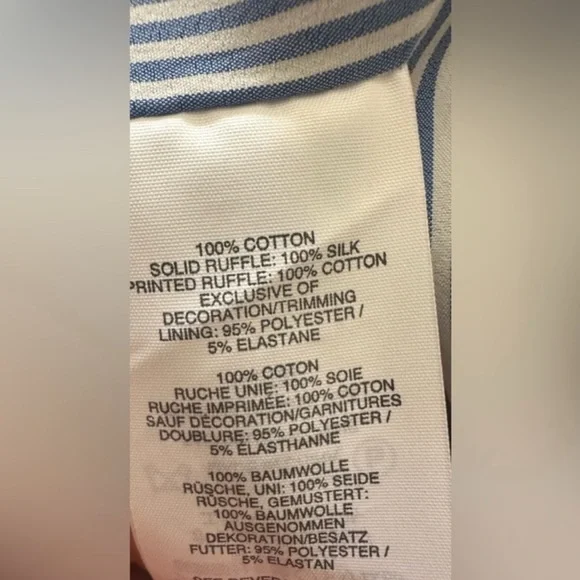 100% COTTON
SOLID RUFFLE: 100% SILK
PRINTED RUFFLE: 100% COTTON
EXCLUSIVE OF
DECORATION/TRIMMING
LINING: 95% POLYESTER /
5% ELASTANE
100% COTON
RUCHE UNIE: 100% SOIE
RUCHE IMPRIMÉE: 100% COTON
SAUF DÉCORATION/GARNITURES
DOUBLURE: 95% POLYESTER /
5% ÉLASTHANNE
100% BAUMWOLLE
RÜSCHE, UNI: 100% SEIDE
RÜSCHE, GEMUSTERT:
100% BAUMWOLLE
AUSGENOMMEN
DEKORATION/BESATZ
FUTTER: 95% POLYESTER /
5% ELASTAN